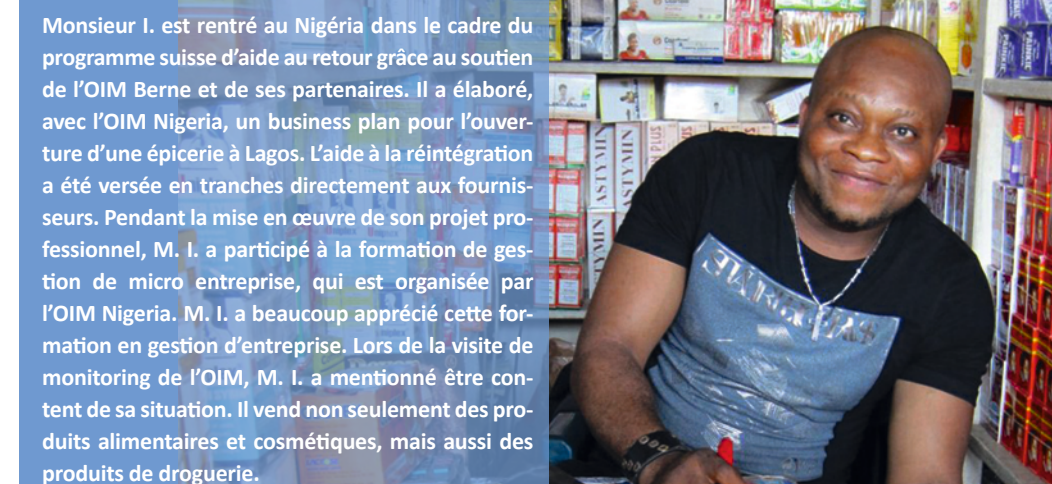 Monsieur I. est rentré au Nigéria dans le cadre du
programme suisse d'aide au retour grâce au soutien
de l'OIM Berne et de ses partenaires. Il a élaboré,
avec l'OIM Nigeria, un business plan pour l'ouver-
ture d'une épicerie à Lagos. L'aide à la réintégration
a été versée en tranches directement aux fournis-
seurs. Pendant la mise en œuvre de son projet pro-
fessionnel, M. I. a participé à la formation de ges-
tion de micro entreprise, qui est organisée par
l'OIM Nigeria. M. I. a beaucoup apprécié cette for-
mation en gestion d'entreprise. Lors de la visite de
monitoring de l'OIM, M. I. a mentionné être con-
tent de sa situation. Il vend non seulement des pro-
duits alimentaires et cosmétiques, mais aussi des
produits de droguerie.
ASTYMIN
ASTYMIN
PLUS